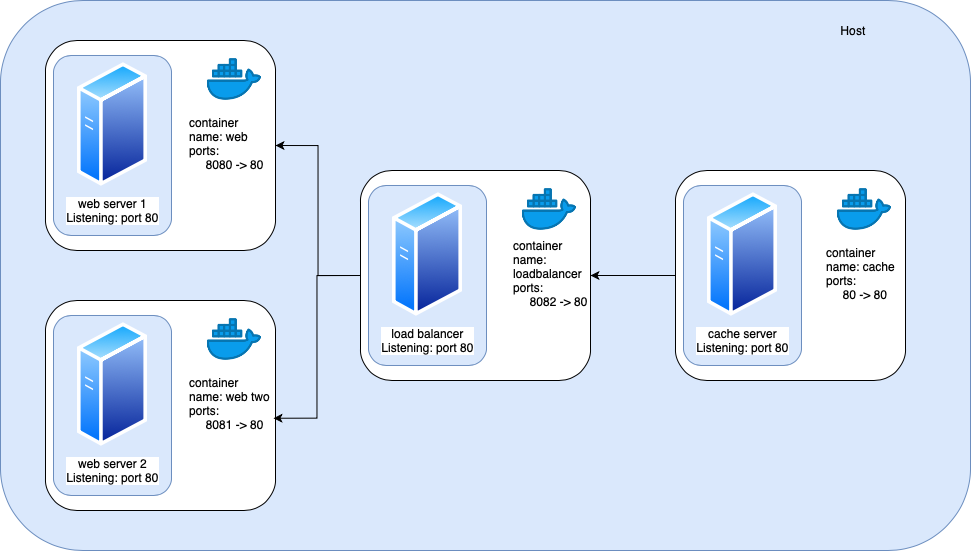 Host
container
name: web
ports:
8080 -> 80
web server 1
Listening: port 80
container
name: web two
ports:
8081 -> 80
web server 2
Listening: port 80
container
name:
loadbalancer
ports:
8082 -> 80
load balancer
Listening: port 80
container
name: cache
ports:
80 -> 80
cache server
Listening: port 80